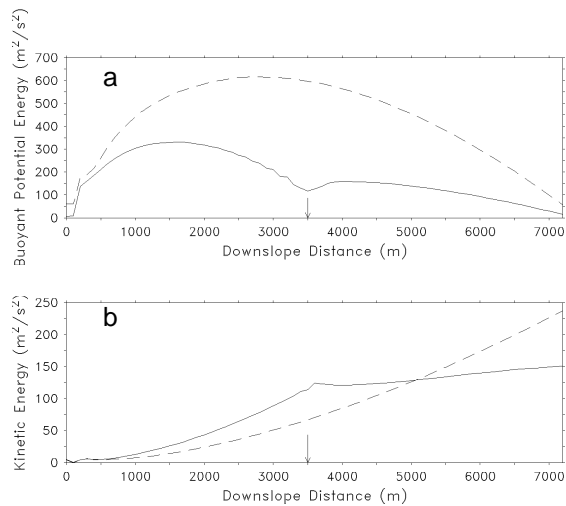 a
Buoyant Potential Energy (m²/s²)
700
600
500
400
300
200
100
0
0 1000 2000 3000 4000 5000 6000 7000
Downslope Distance (m)
b
Kinetic Energy (m²/s²)
250
200
150
100
50
0
0 1000 2000 3000 4000 5000 6000 7000
Downslope Distance (m)